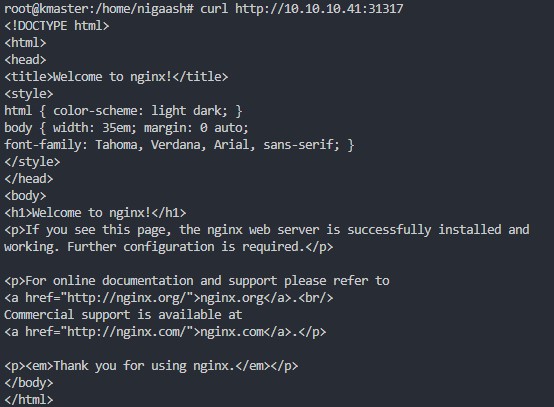 root@kmaster:/home/nigaash# curl http://10.10.10.41:31317
<!DOCTYPE html>
<html>
<head>
<title>Welcome to nginx!</title>
<style>
html { color-scheme: light dark; }
body { width: 35em; margin: 0 auto;
font-family: Tahoma, Verdana, Arial, sans-serif; }
</style>
</head>
<body>
<h1>Welcome to nginx!</h1>
<p>If you see this page, the nginx web server is successfully installed and
working. Further configuration is required.</p>

<p>For online documentation and support please refer to
<a href="http://nginx.org/">nginx.org</a>.<br/>
Commercial support is available at
<a href="http://nginx.com/">nginx.com</a>.</p>

<p><em>Thank you for using nginx.</em></p>
</body>
</html>